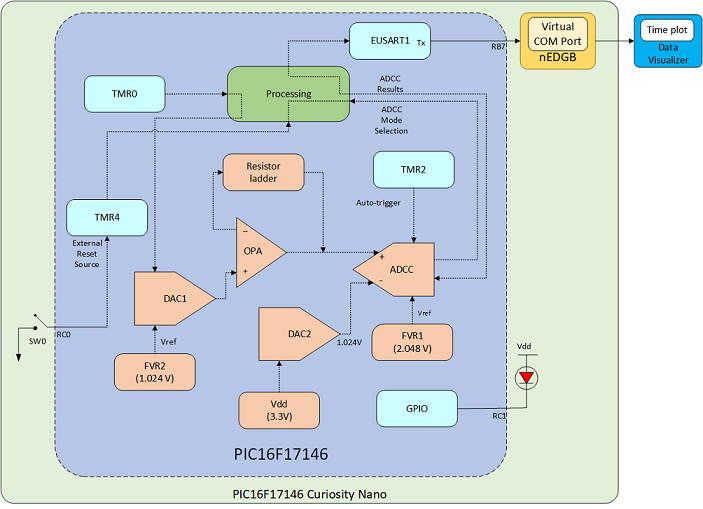 EUSART1
Tx
RB7
Virtual
COM Port
nEDGB
Time plot
Data
Visualizer
TMR0
Processing
ADCC
Results
ADCC
Mode
Selection
Resistor
ladder
TMR2
Auto-trigger
TMR4
External
Reset
Source
OPA
−
+
ADCC
+
-
DAC1
Vref
FVR2
(1.024 V)
DAC2
1.024V
Vref
FVR1
(2.048 V)
Vdd
(3.3V)
SW0
RC0
GPIO
RC1
Vdd
PIC16F17146
PIC16F17146 Curiosity Nano